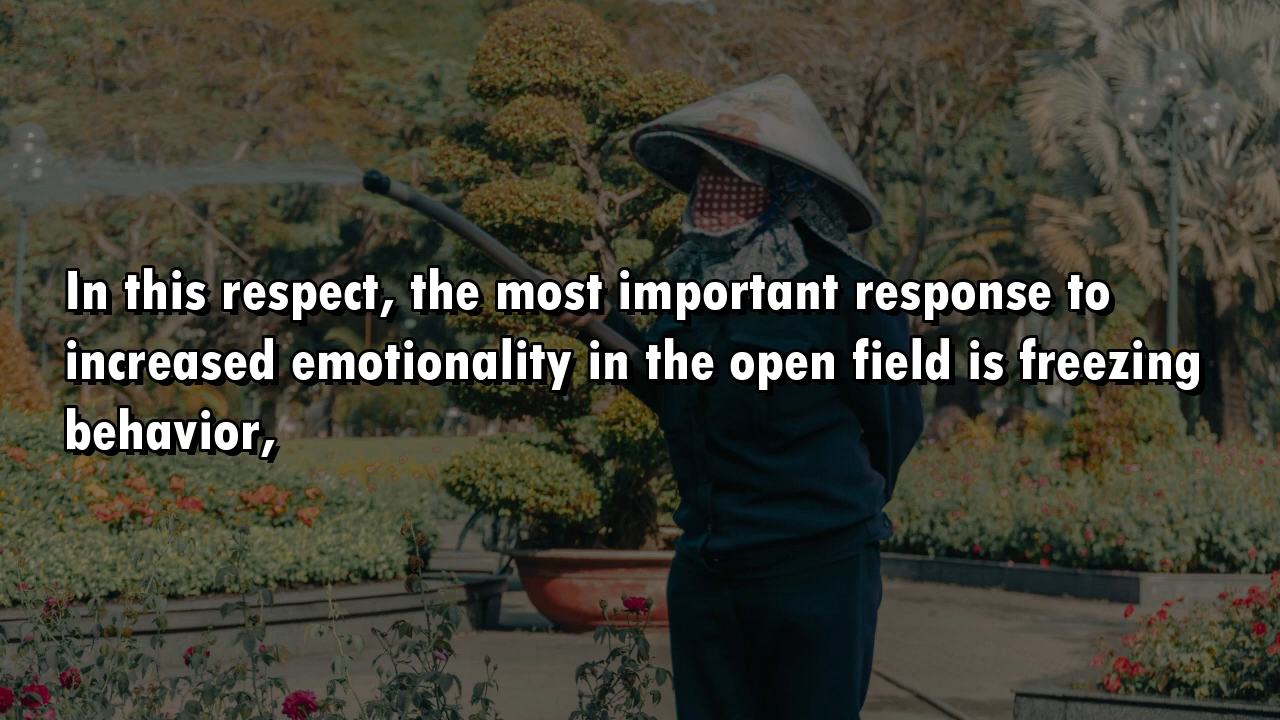 In this respect, the most important response to
increased emotionality in the open field is freezing
behavior,